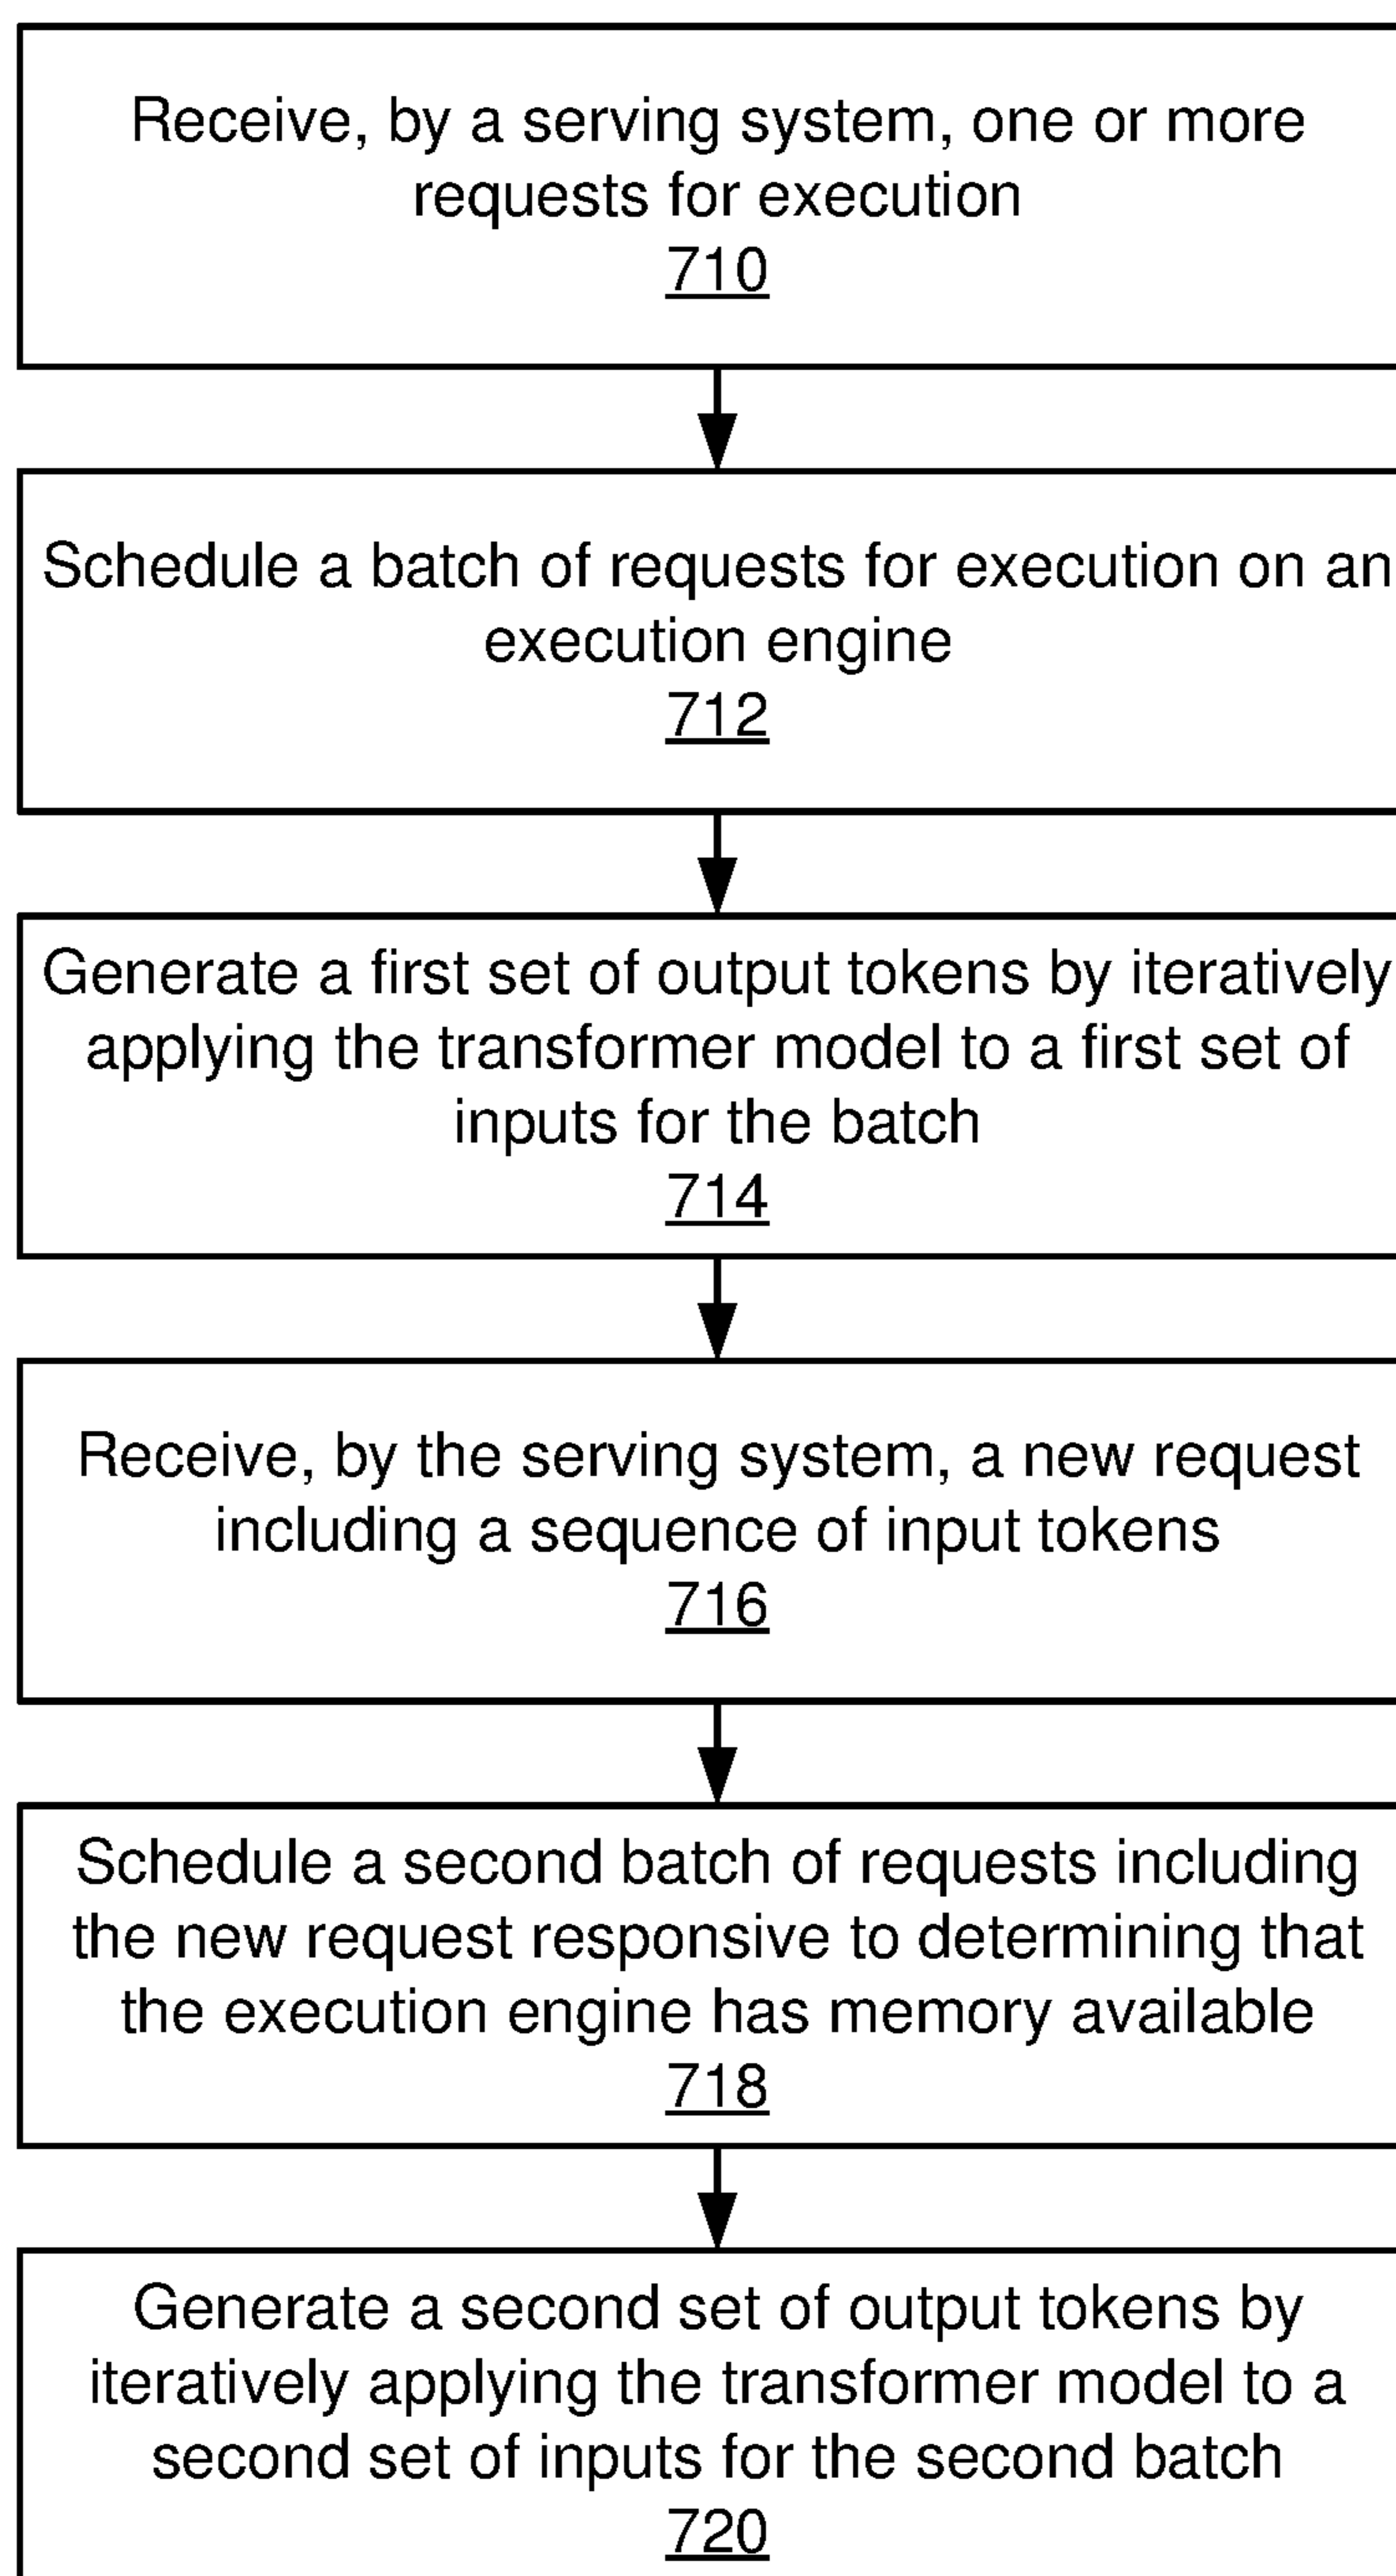 Receive, by a serving system, one or more
requests for execution
710
Schedule a batch of requests for execution on an
execution engine
712
Generate a first set of output tokens by iteratively
applying the transformer model to a first set of
inputs for the batch
714
Receive, by the serving system, a new request
including a sequence of input tokens
716
Schedule a second batch of requests including
the new request responsive to determining that
the execution engine has memory available
718
Generate a second set of output tokens by
iteratively applying the transformer model to a
second set of inputs for the second batch
720